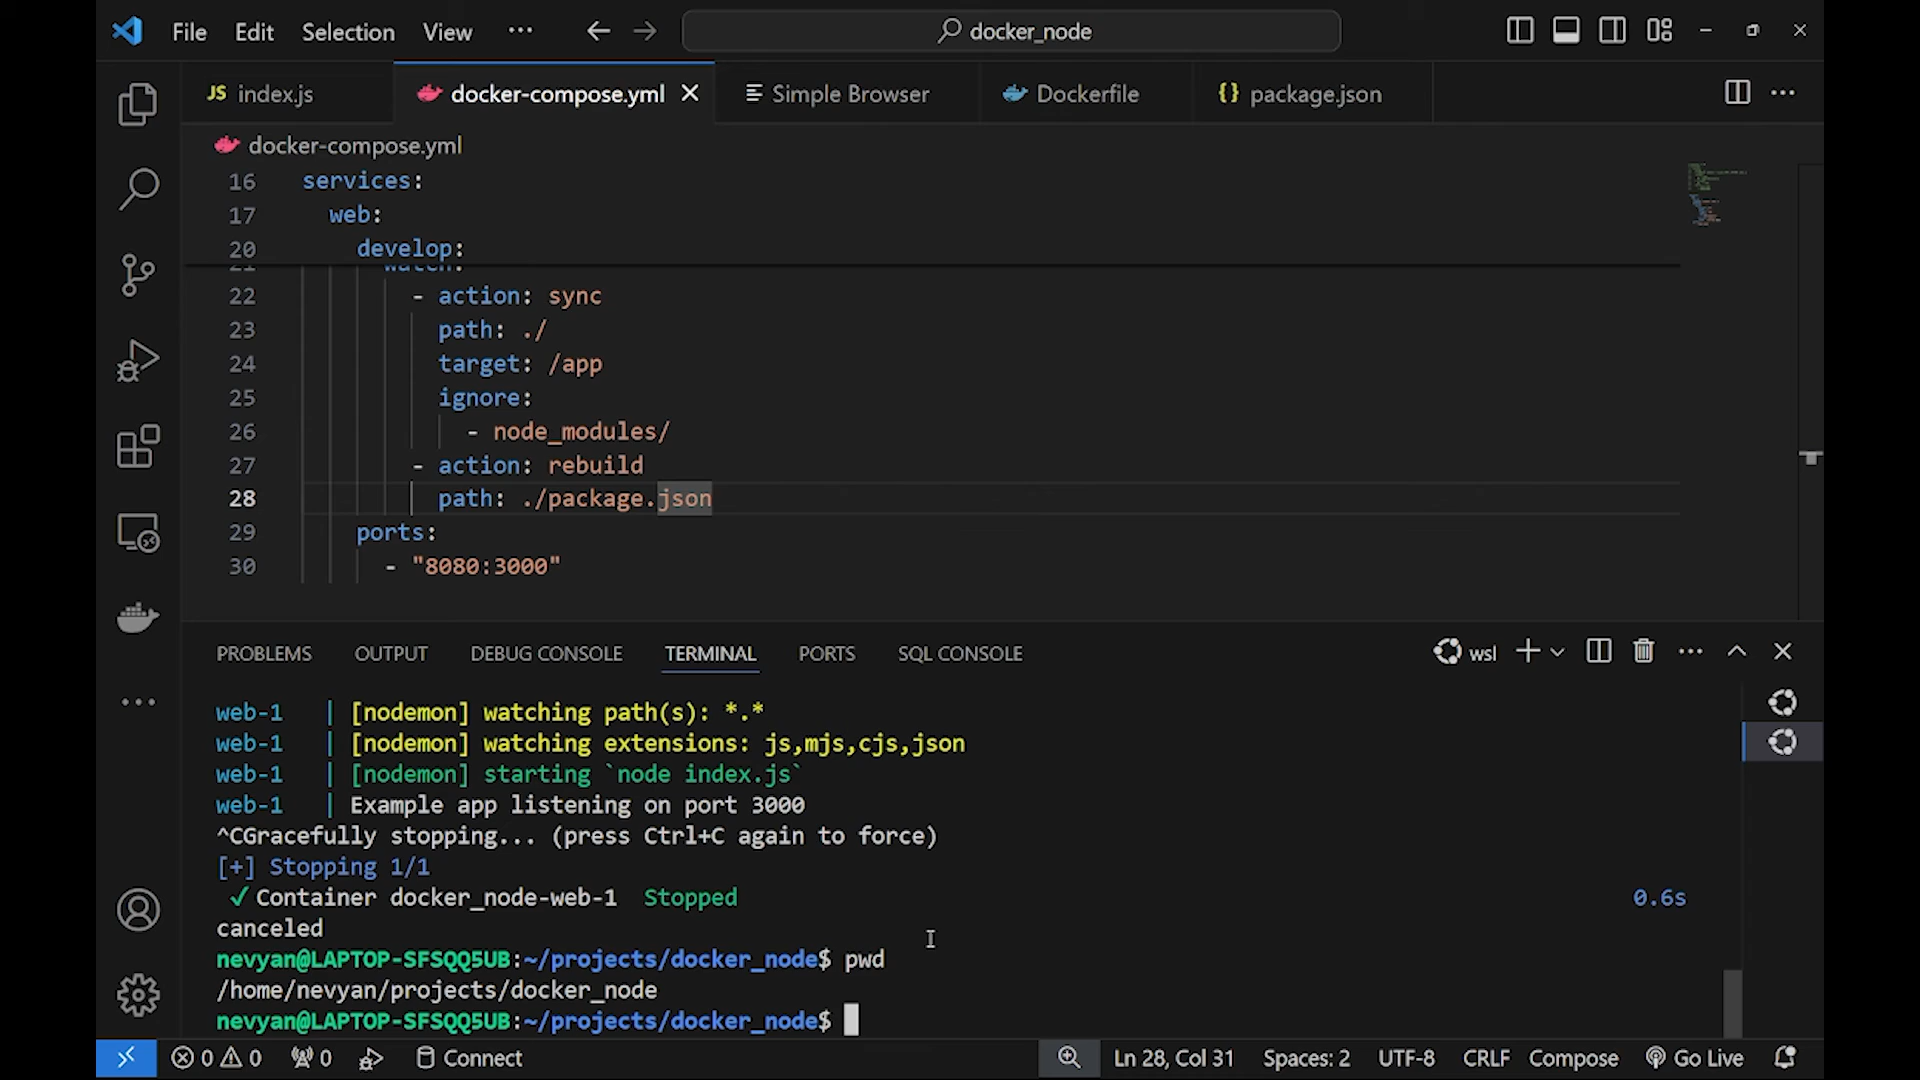 File Edit Selection View ··· docker_node
JS index.js docker-compose.yml Simple Browser Dockerfile {} package.json ···
docker-compose.yml
16 services:
17 web:
20 develop:
21 watch:
22 - action: sync
23 path: ./
24 target: /app
25 ignore:
26 - node_modules/
27 - action: rebuild
28 path: ./package.json
29 ports:
30 - "8080:3000"
PROBLEMS OUTPUT DEBUG CONSOLE TERMINAL PORTS SQL CONSOLE wsl ···
web-1 | [nodemon] watching path(s): *.*
web-1 | [nodemon] watching extensions: js,mjs,cjs,json
web-1 | [nodemon] starting `node index.js`
web-1 | Example app listening on port 3000
^CGracefully stopping... (press Ctrl+C again to force)
[+] Stopping 1/1
✓Container docker_node-web-1 Stopped 0.6s
canceled
nevyan@LAPTOP-SFSQQ5UB:~/projects/docker_node$ pwd
/home/nevyan/projects/docker_node
nevyan@LAPTOP-SFSQQ5UB:~/projects/docker_node$
0 0 0 Connect Ln 28, Col 31 Spaces: 2 UTF-8 CRLF Compose Go Live